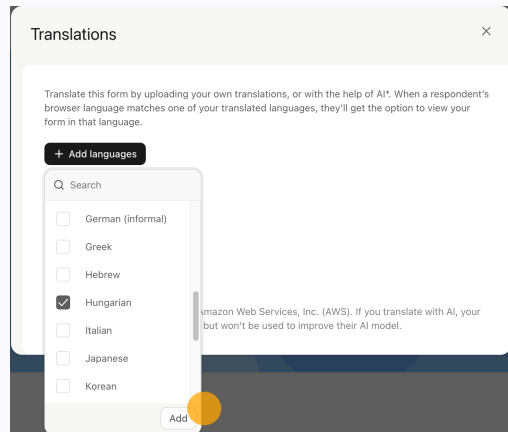 Translations
Translate this form by uploading your own translations, or with the help of AI*. When a respondent's
browser language matches one of your translated languages, they'll get the option to view your
form in that language.
+ Add languages
Search
German (informal)
Greek
Hebrew
Hungarian
Amazon Web Services, Inc. (AWS). If you translate with AI, your
Italian
but won't be used to improve their AI model.
Japanese
Korean
Add